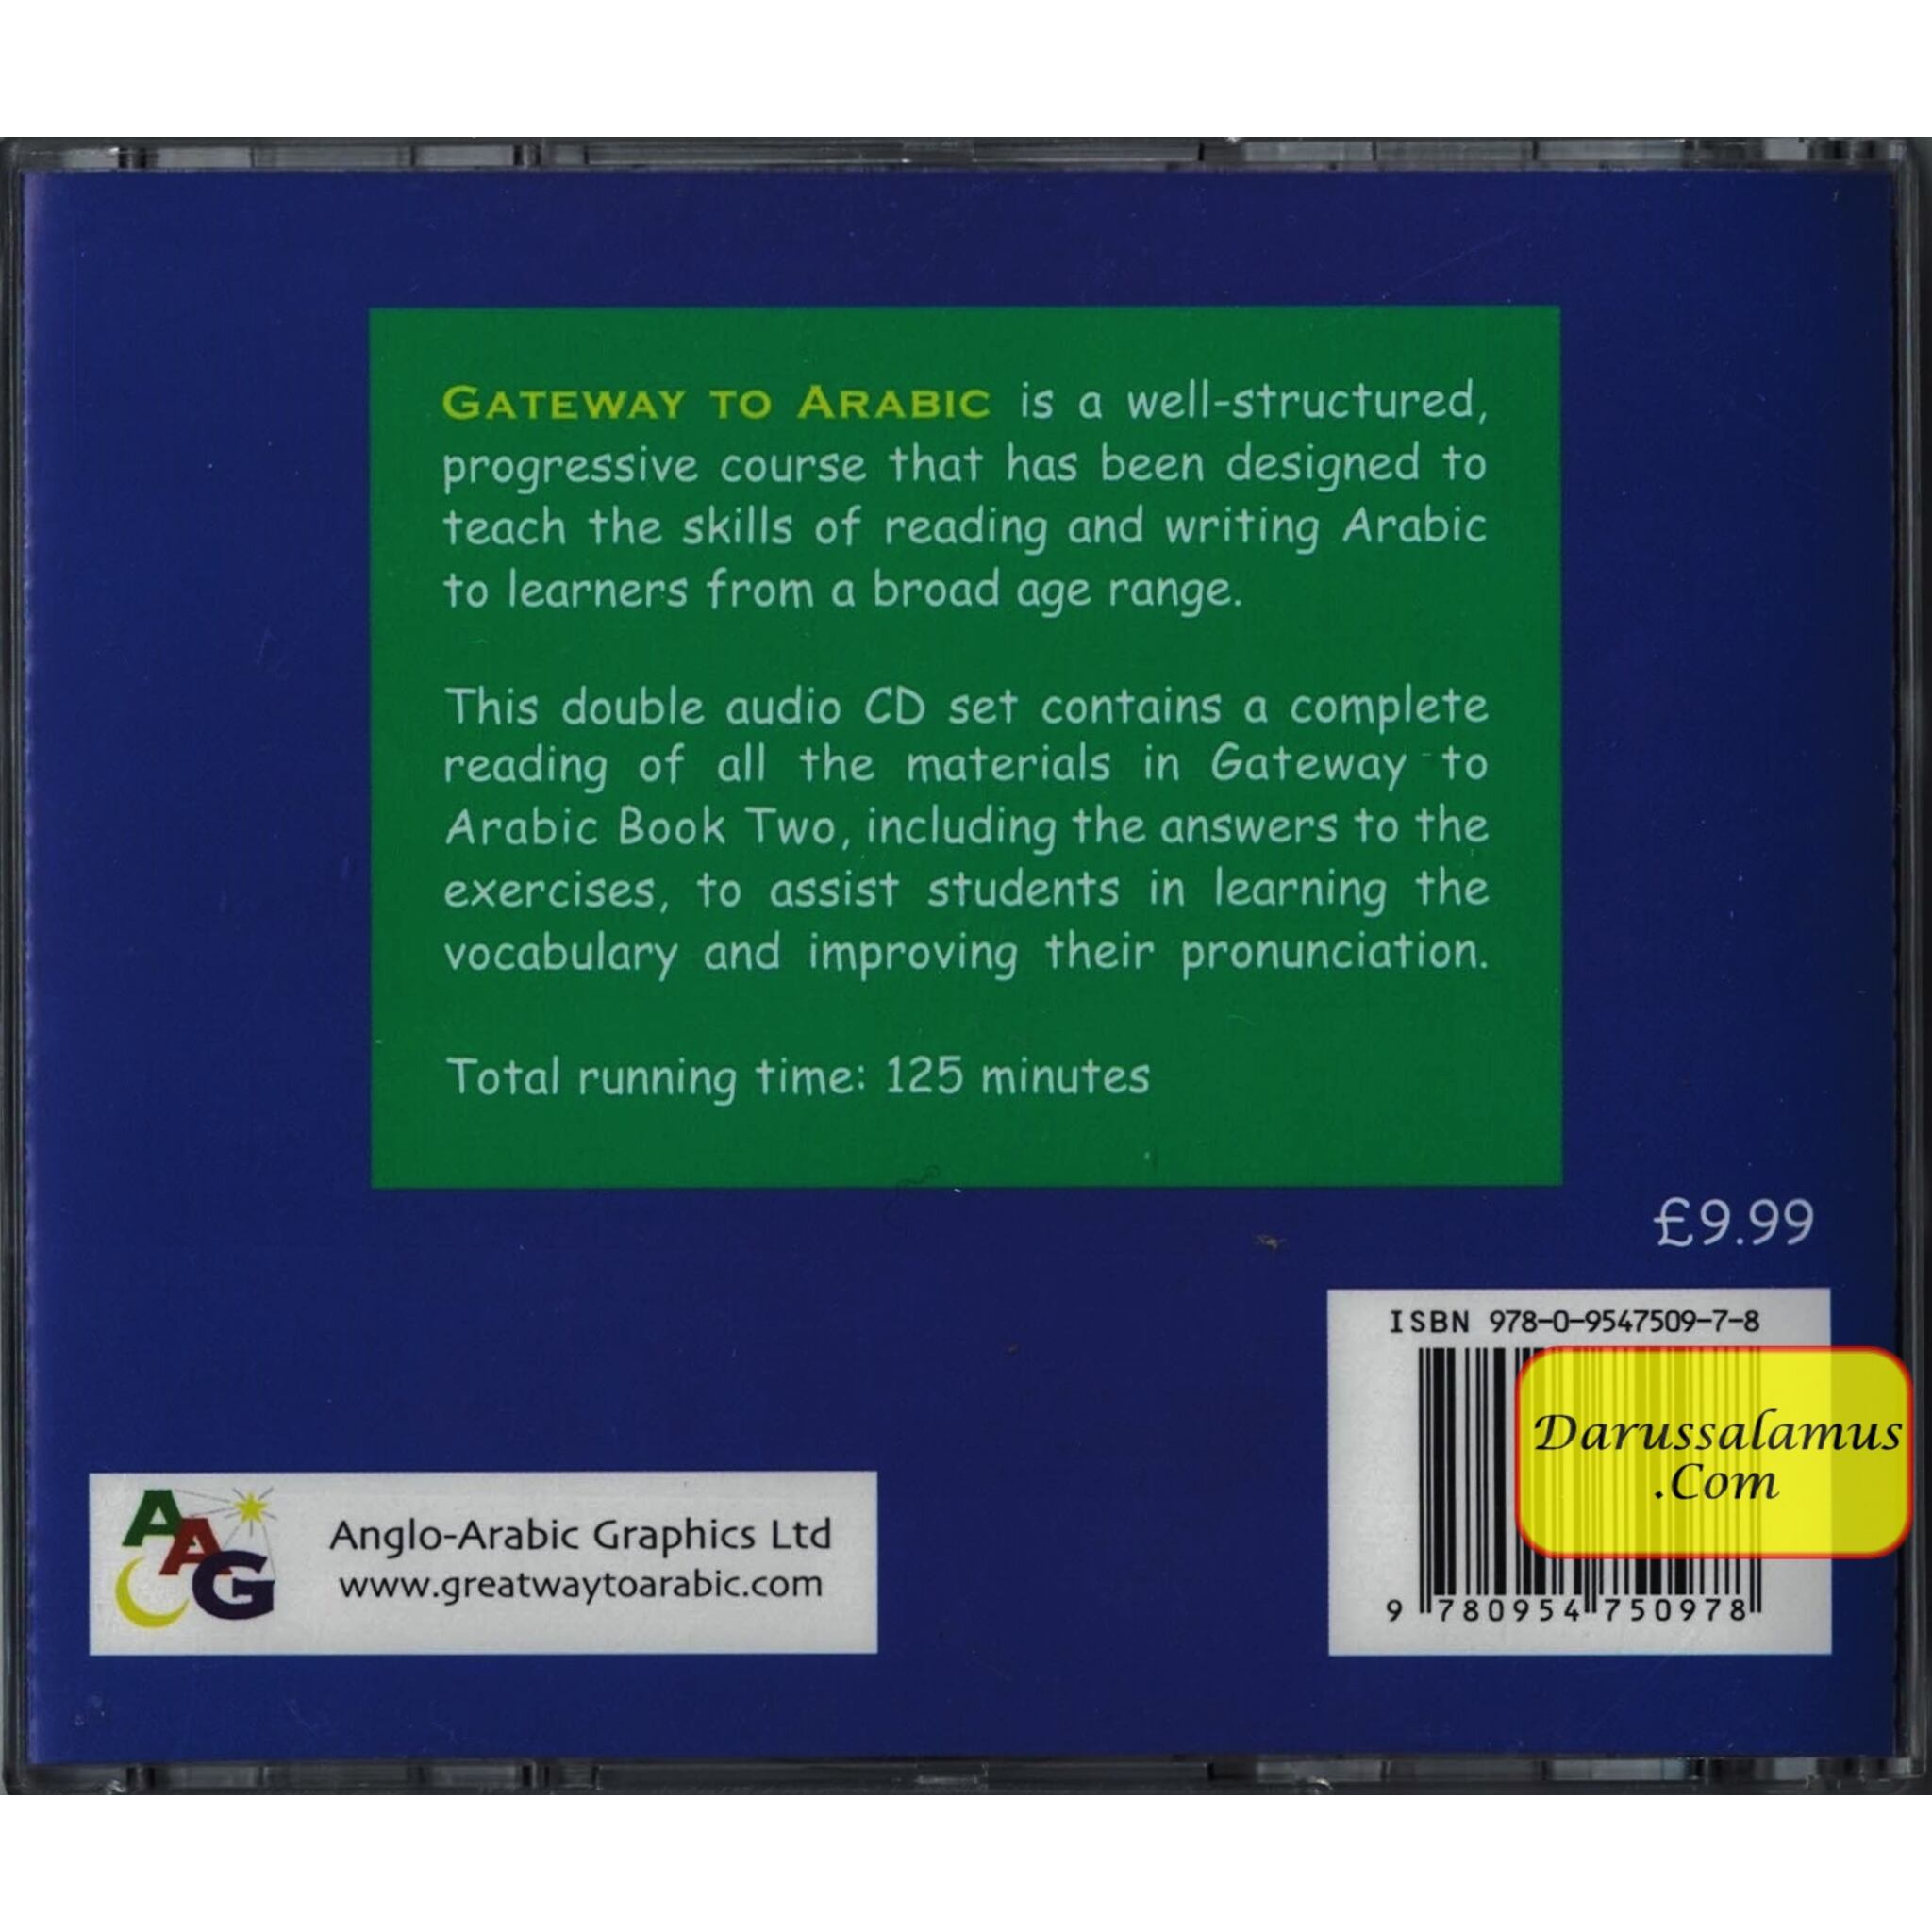 GATEWAY TO ARABIC is a well-structured,
progressive course that has been designed to
teach the skills of reading and writing Arabic
to learners from a broad age range.
This double audio CD set contains a complete
reading of all the materials in Gateway to
Arabic Book Two, including the answers to the
exercises, to assist students in learning the
vocabulary and improving their pronunciation.
Total running time: 125 minutes
£9.99
ISBN 978-0-9547509-7-8
Darussalamus
.Com
9 780954 750978
AAG
Anglo-Arabic Graphics Ltd
www.greatwaytoarabic.com